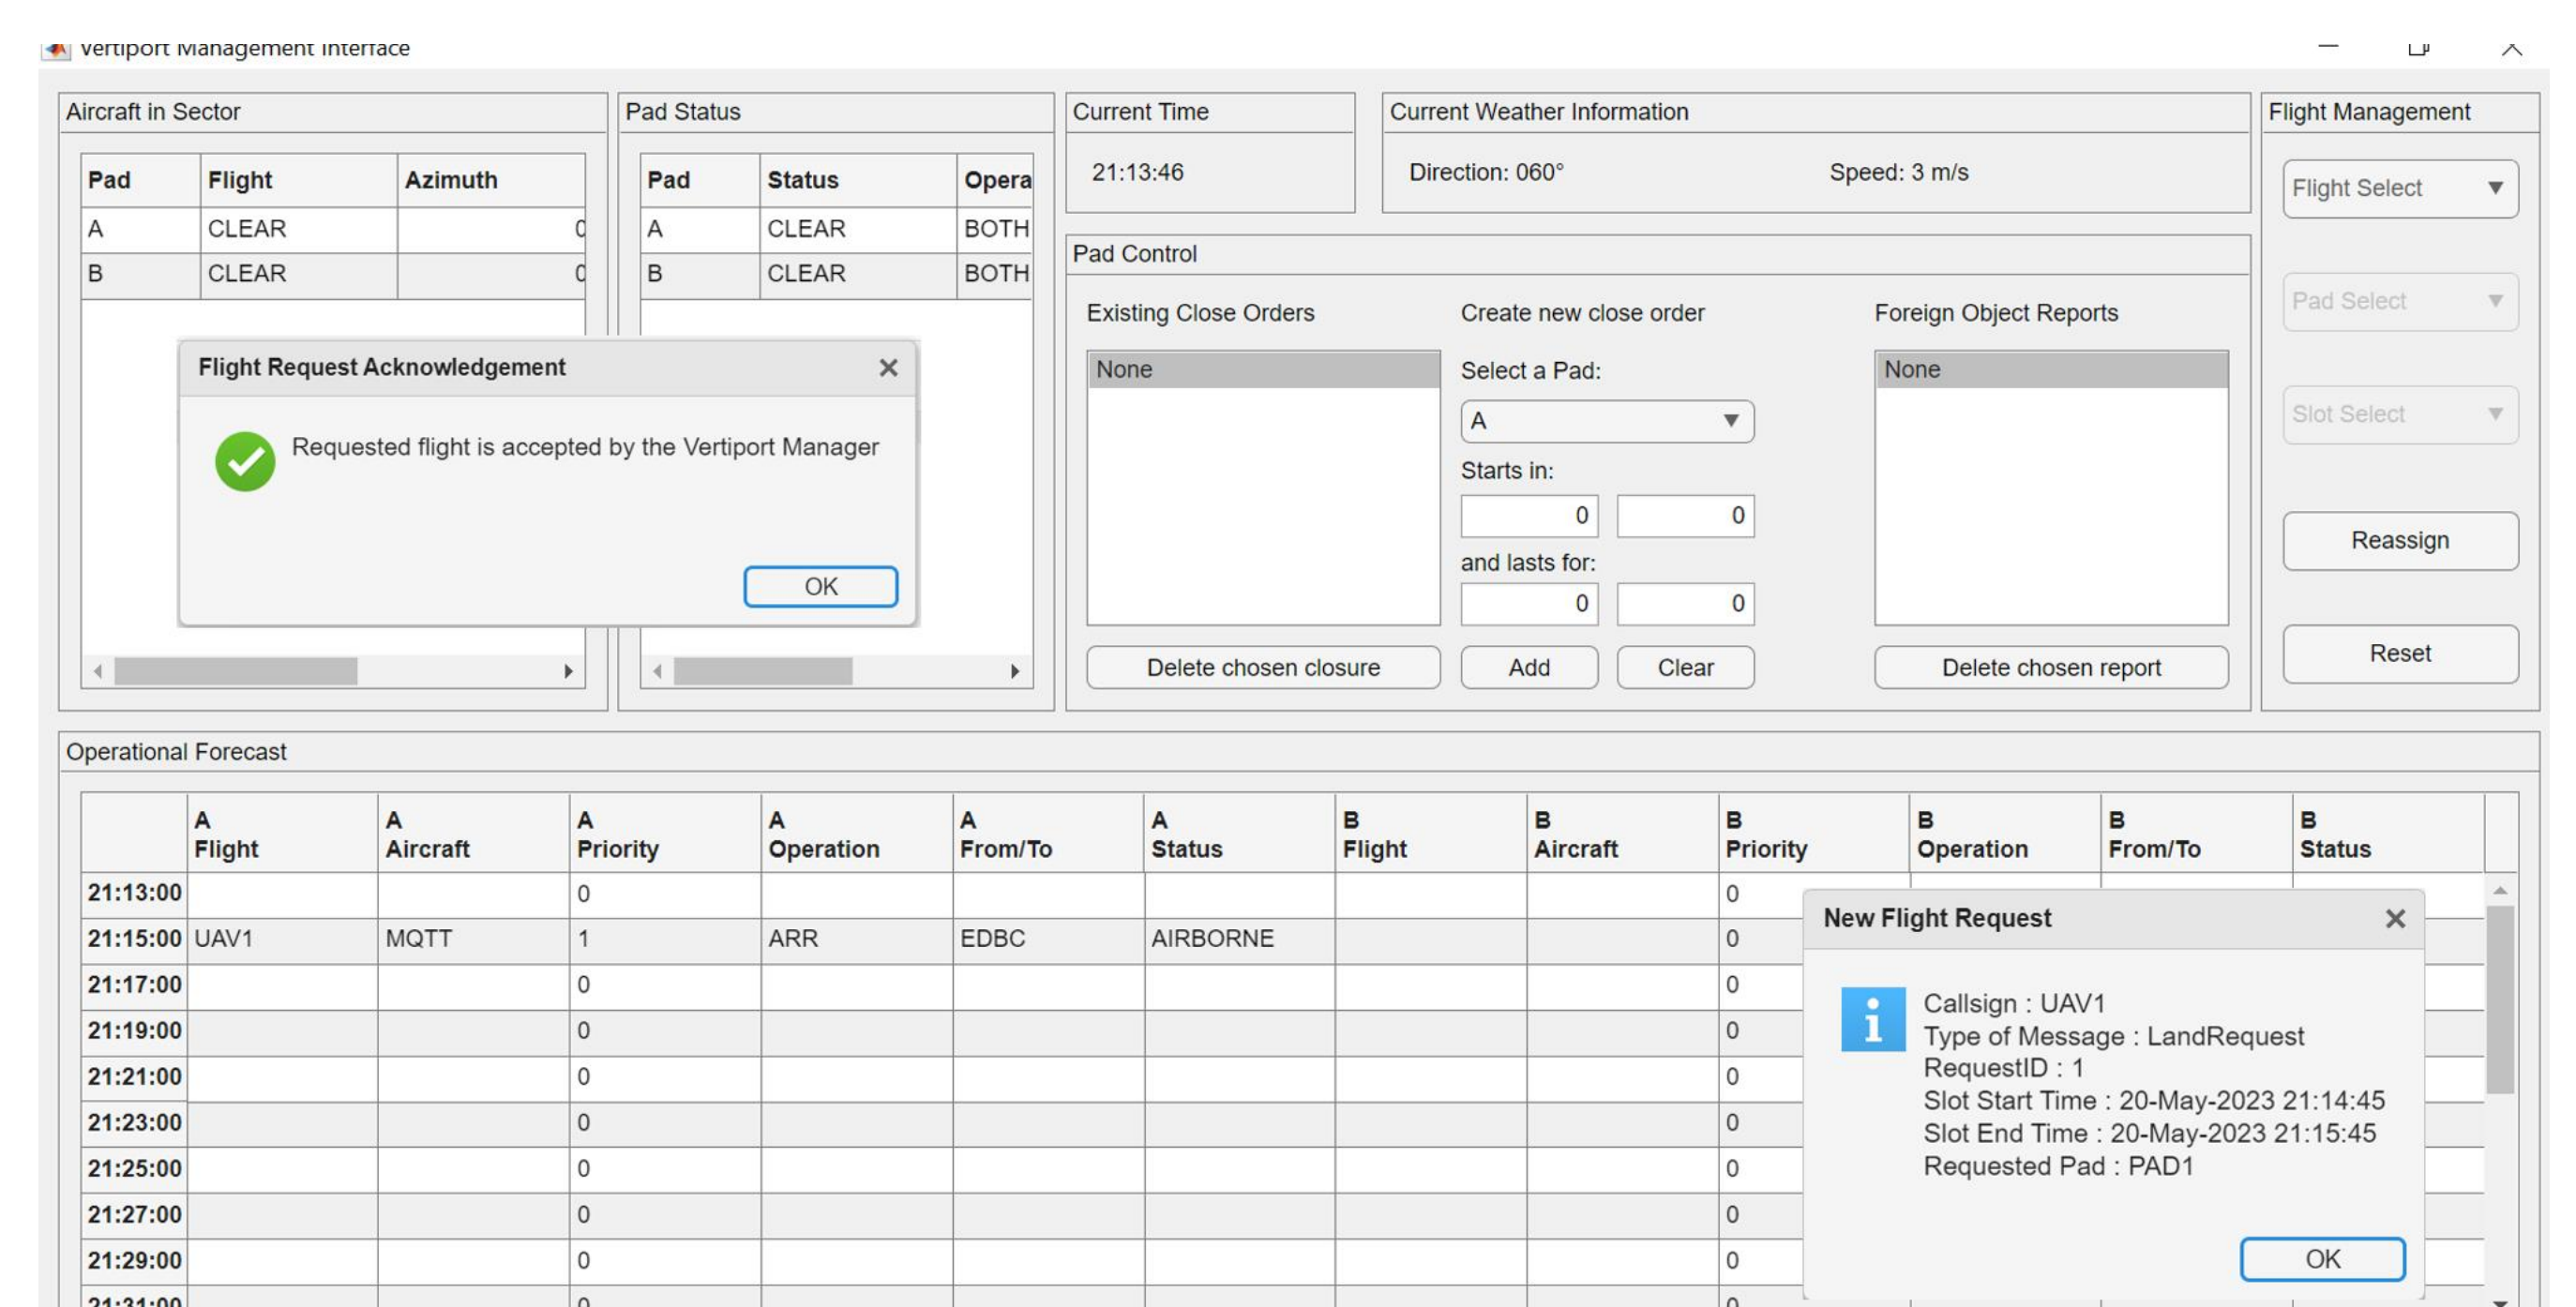 Vertiport Management Interface
Aircraft in Sector
Pad Flight Azimuth
A CLEAR 0
B CLEAR 0
Pad Status
Pad Status Opera
A CLEAR BOTH
B CLEAR BOTH
Flight Request Acknowledgement
Requested flight is accepted by the Vertiport Manager
OK
Current Time
21:13:46
Current Weather Information
Direction: 060° Speed: 3 m/s
Pad Control
Existing Close Orders
None
Delete chosen closure
Create new close order
Select a Pad:
A
Starts in:
0 0
and lasts for:
0 0
Add Clear
Foreign Object Reports
None
Delete chosen report
Flight Management
Flight Select
Pad Select
Slot Select
Reassign
Reset
Operational Forecast
A Flight A Aircraft A Priority A Operation A From/To A Status B Flight B Aircraft B Priority B Operation B From/To B Status
21:13:00 0 0
21:15:00 UAV1 MQTT 1 ARR EDBC AIRBORNE 0
21:17:00 0 0
21:19:00 0 0
21:21:00 0 0
21:23:00 0 0
21:25:00 0 0
21:27:00 0 0
21:29:00 0 0
21:31:00 0 0
New Flight Request
Callsign : UAV1
Type of Message : LandRequest
RequestID : 1
Slot Start Time : 20-May-2023 21:14:45
Slot End Time : 20-May-2023 21:15:45
Requested Pad : PAD1
OK